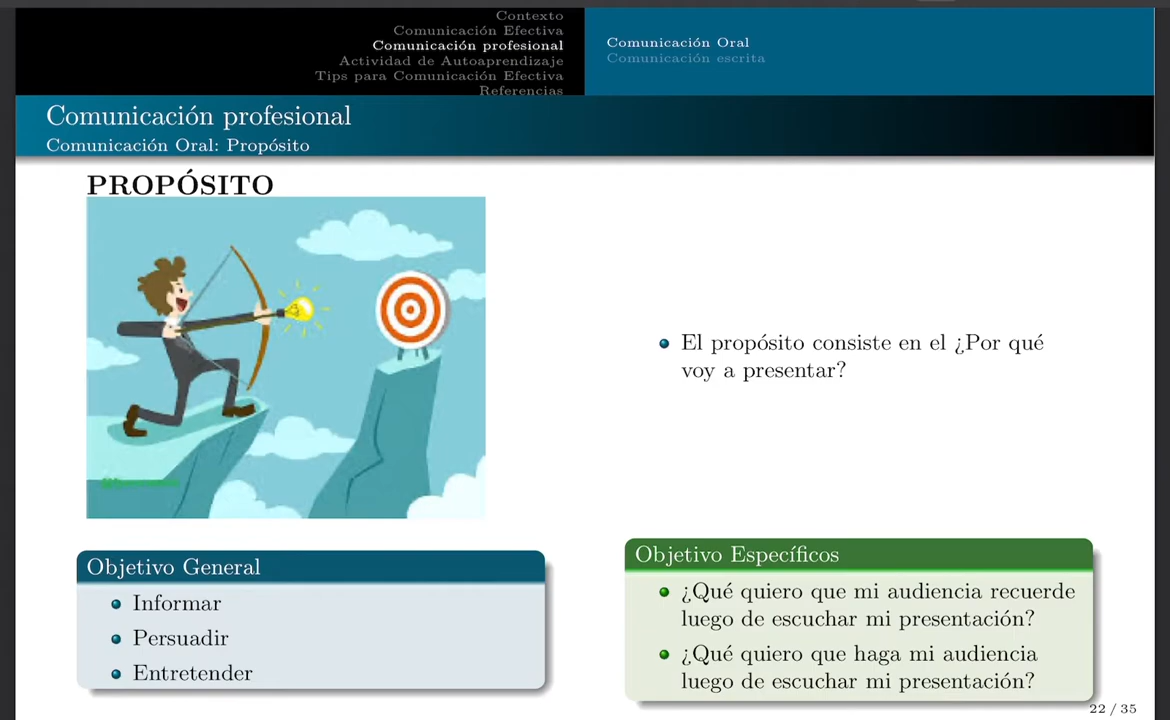 Contexto
Comunicación Efectiva
Comunicación profesional
Actividad de Autoaprendizaje
Tips para Comunicación Efectiva
Referencias
Comunicación Oral
Comunicación escrita
Comunicación profesional
Comunicación Oral: Propósito
PROPÓSITO
El propósito consiste en el ¿Por qué
voy a presentar?
Objetivo General
Informar
Persuadir
Entretender
Objetivo Específicos
¿Qué quiero que mi audiencia recuerde
luego de escuchar mi presentación?
¿Qué quiero que haga mi audiencia
luego de escuchar mi presentación?
22 / 35